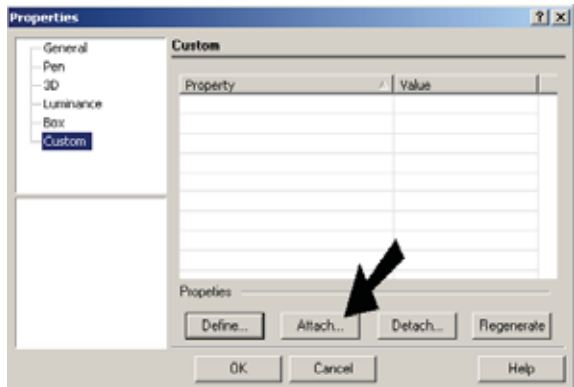 Properties
General
Pen
3D
Luminance
Box
Custom
Custom
Property Value
Propeties
Define... Attach... Detach... Regenerate
OK Cancel Help